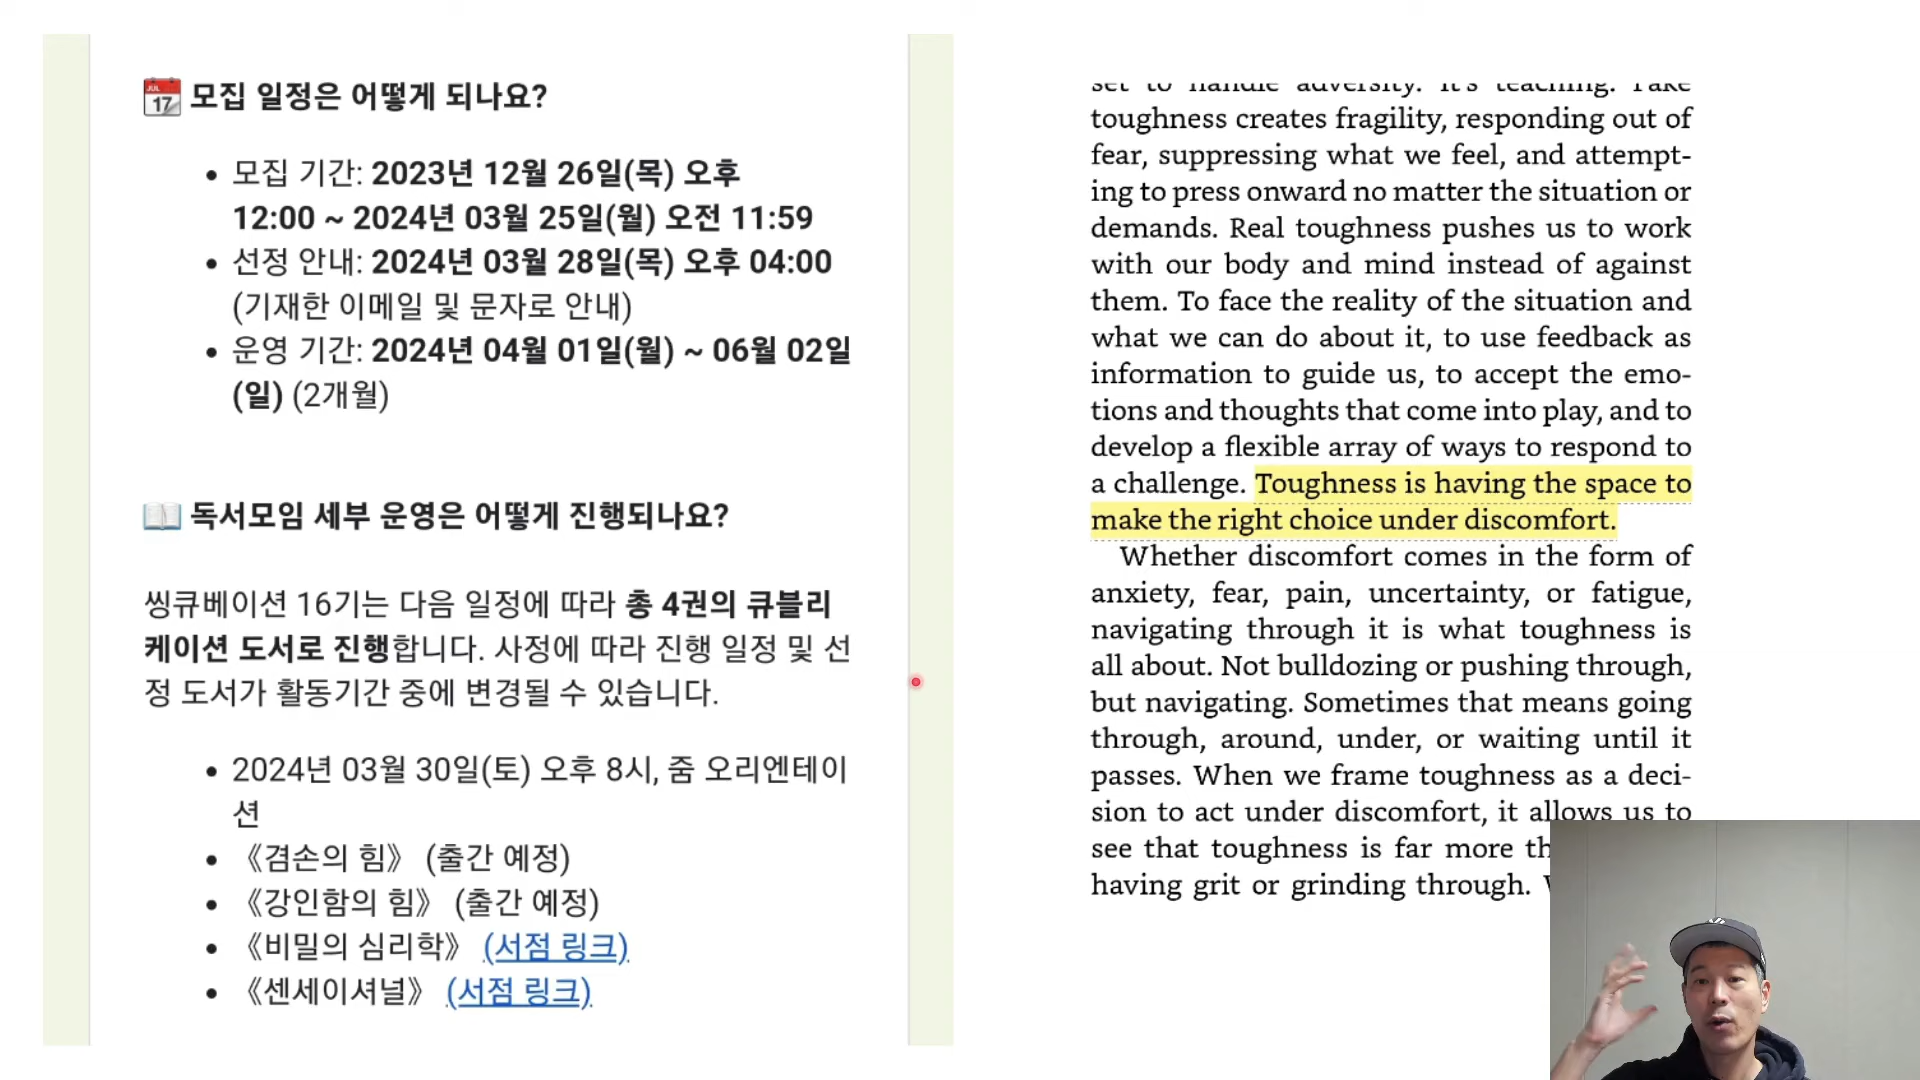 JUL
17
모집 일정은 어떻게 되나요?
모집 기간: 2023년 12월 26일(목) 오후
12:00 ~ 2024년 03월 25일(월) 오전 11:59
선정 안내: 2024년 03월 28일(목) 오후 04:00
(기재한 이메일 및 문자로 안내)
운영 기간: 2024년 04월 01일(월) ~ 06월 02일
(일) (2개월)
독서모임 세부 운영은 어떻게 진행되나요?
씽큐베이션 16기는 다음 일정에 따라 총 4권의 큐블리
케이션 도서로 진행합니다. 사정에 따라 진행 일정 및 선
정 도서가 활동기간 중에 변경될 수 있습니다.
2024년 03월 30일(토) 오후 8시, 줌 오리엔테이
션
《겸손의 힘》 (출간 예정)
《강인함의 힘》 (출간 예정)
《비밀의 심리학》 (서점 링크)
《센세이셔널》 (서점 링크)
set to handle adversity. It's teaching. Fake
toughness creates fragility, responding out of
fear, suppressing what we feel, and attempt-
ing to press onward no matter the situation or
demands. Real toughness pushes us to work
with our body and mind instead of against
them. To face the reality of the situation and
what we can do about it, to use feedback as
information to guide us, to accept the emo-
tions and thoughts that come into play, and to
develop a flexible array of ways to respond to
a challenge. Toughness is having the space to
make the right choice under discomfort.
Whether discomfort comes in the form of
anxiety, fear, pain, uncertainty, or fatigue,
navigating through it is what toughness is
all about. Not bulldozing or pushing through,
but navigating. Sometimes that means going
through, around, under, or waiting until it
passes. When we frame toughness as a deci-
sion to act under discomfort, it allows us to
see that toughness is far more
having grit or grinding through.